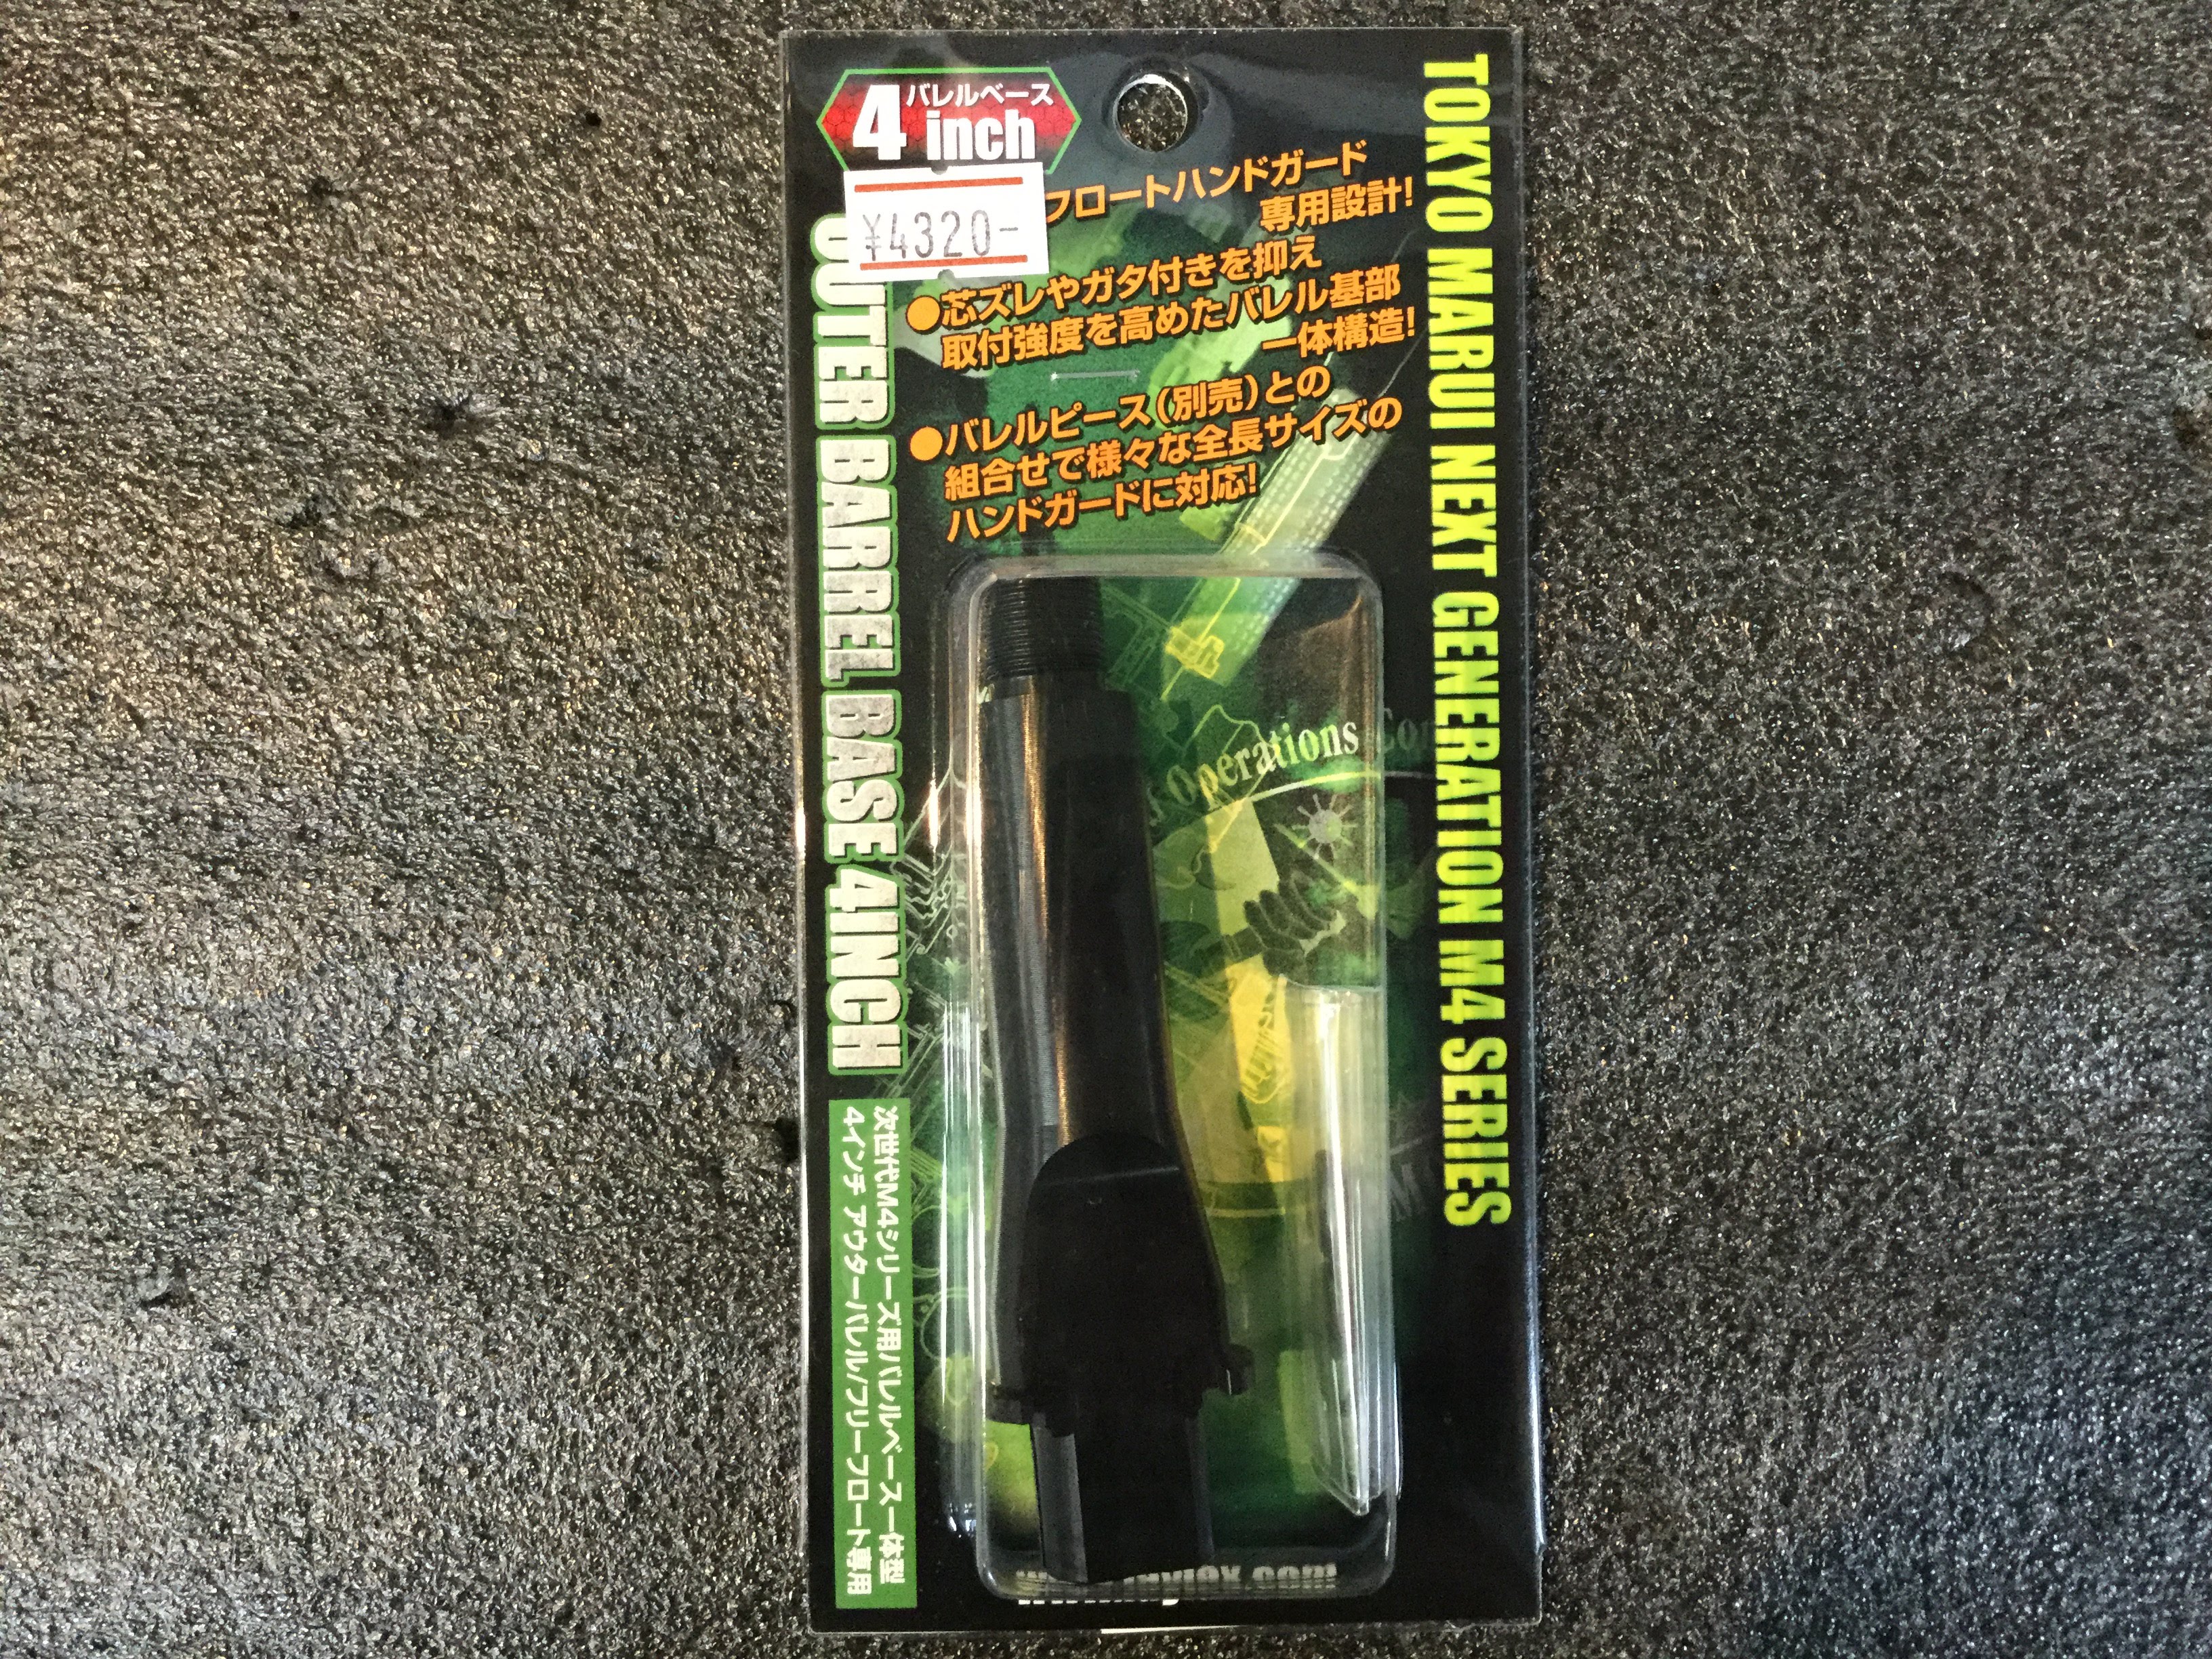 バレルベース
4 inch
¥4320-
フロートハンドガード
専用設計!
●芯ズレやガタ付きを抑え
取付強度を高めたバレル基部
一体構造!
●バレルピース(別売)との
組合せで様々な全長サイズの
ハンドガードに対応!
TOKYO MARUI NEXT GENERATION M4 SERIES
OUTER BARREL BASE 4INCH
次世代M4シリーズ用バレルベース一体型
4インチ アウターバレル/フリーフロート専用
Operations